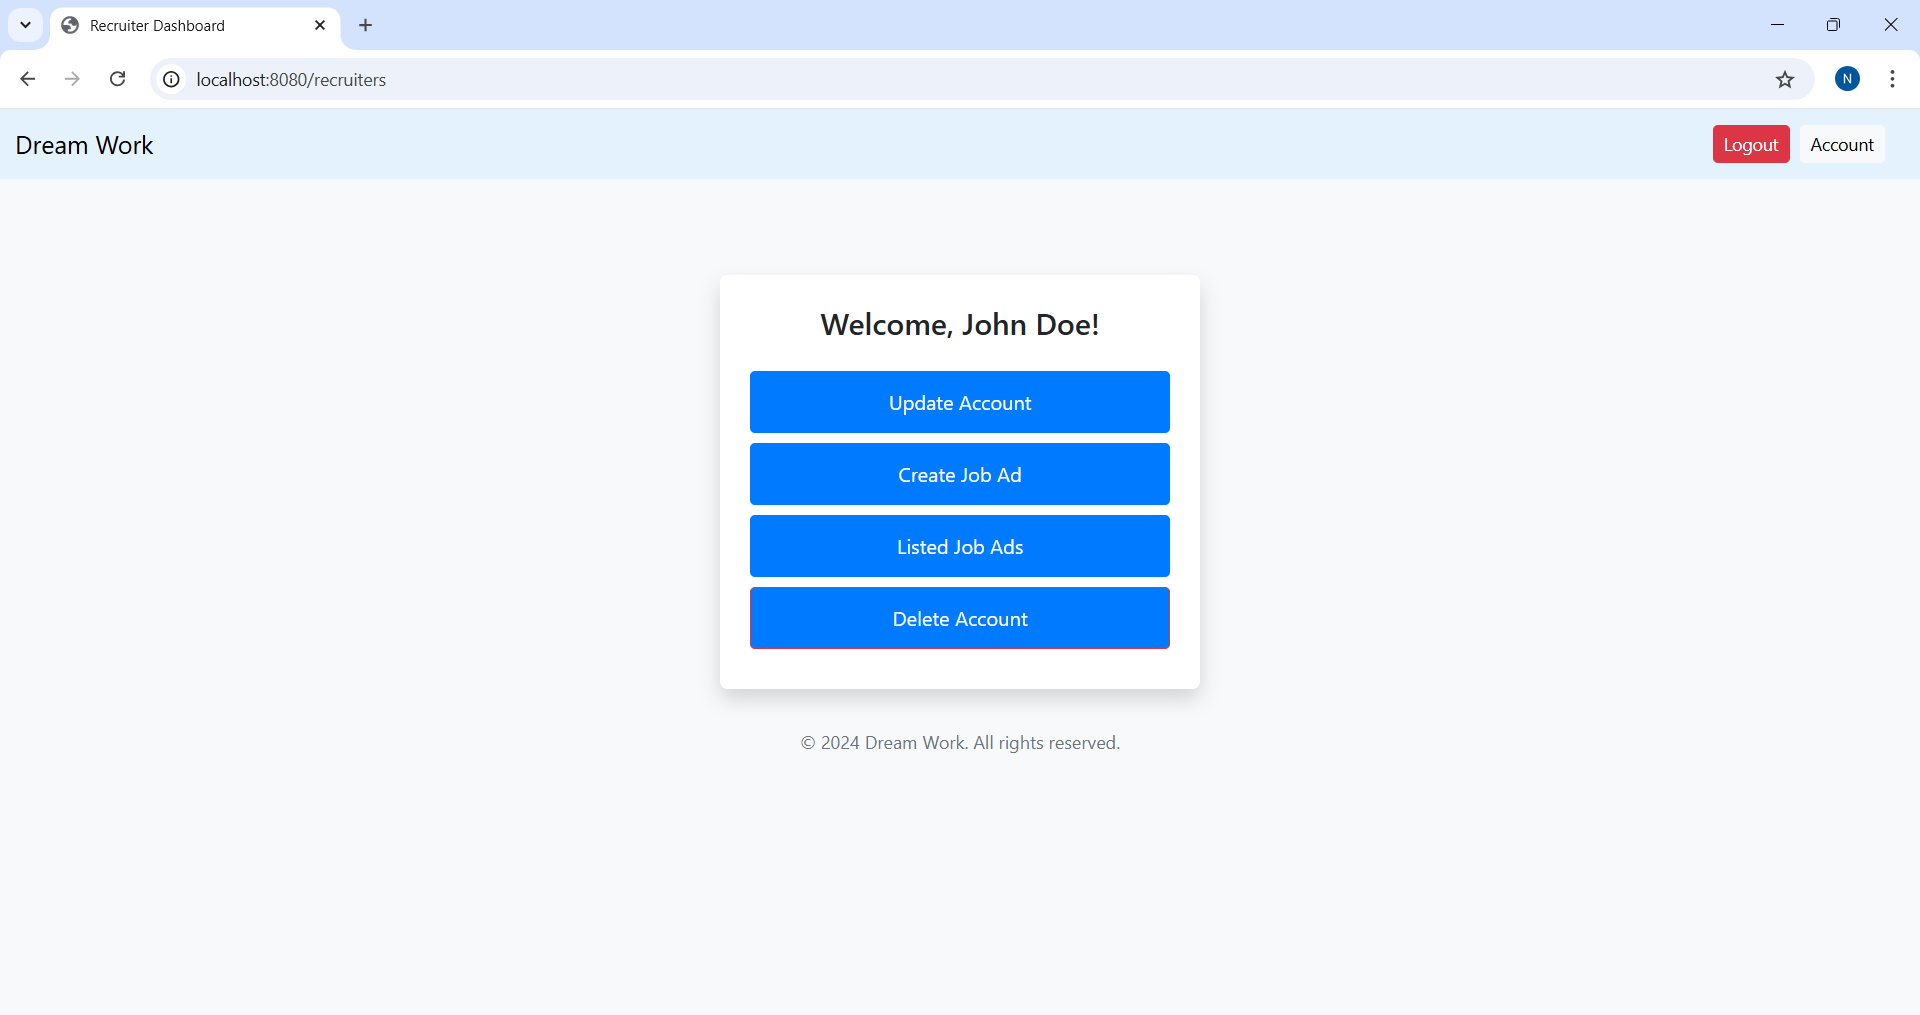 Recruiter Dashboard
localhost:8080/recruiters
N
Dream Work
Logout
Account
Welcome, John Doe!
Update Account
Create Job Ad
Listed Job Ads
Delete Account
© 2024 Dream Work. All rights reserved.